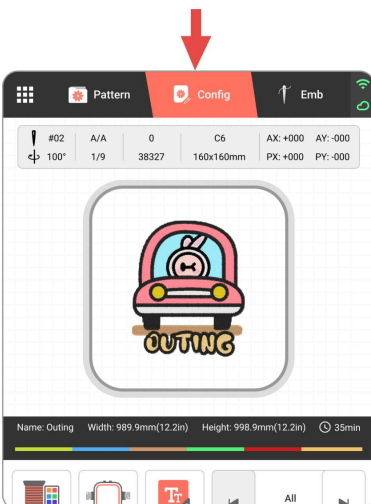 Pattern Config Emb
#02 A/A 0 C6 AX: +000 AY: -000
100° 1/9 38327 160x160mm PX: +000 PY: -000
OUTING
Name: Outing Width: 989.9mm(12.2in) Height: 998.9mm(12.2in) 35min
TT
All